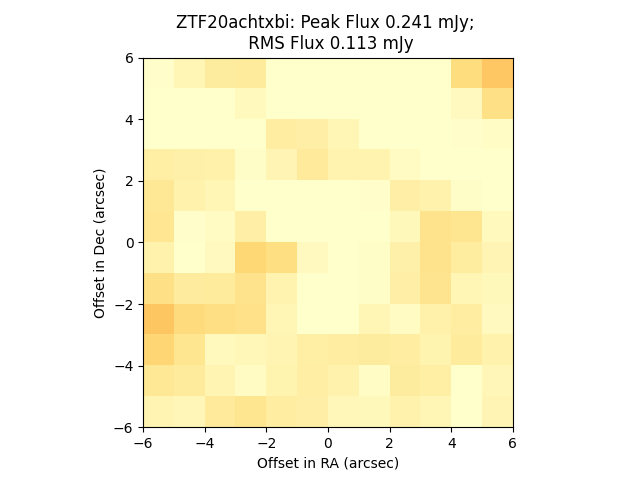 ZTF20achtxbi: Peak Flux 0.241 mJy;
RMS Flux 0.113 mJy
6
4
2
0
−2
−4
−6
Offset in Dec (arcsec)
−6 −4 −2 0 2 4 6
Offset in RA (arcsec)